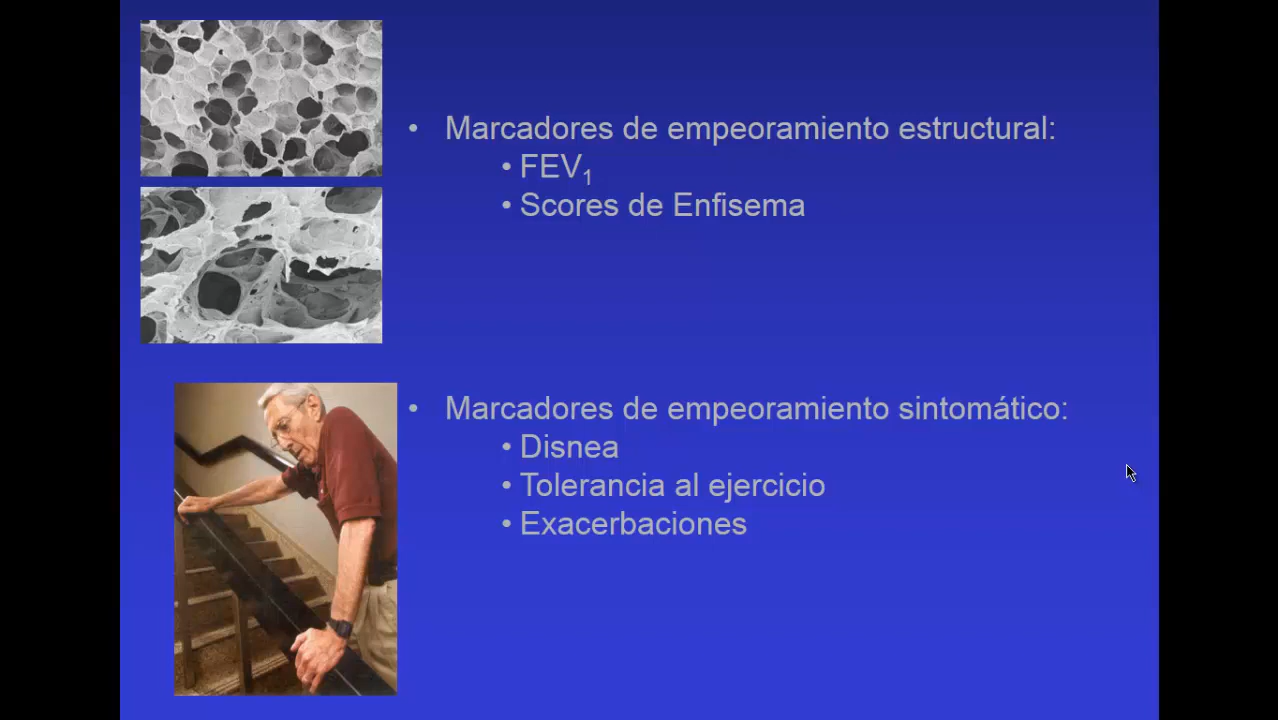 • Marcadores de empeoramiento estructural:
• FEV₁
• Scores de Enfisema
• Marcadores de empeoramiento sintomático:
• Disnea
• Tolerancia al ejercicio
• Exacerbaciones